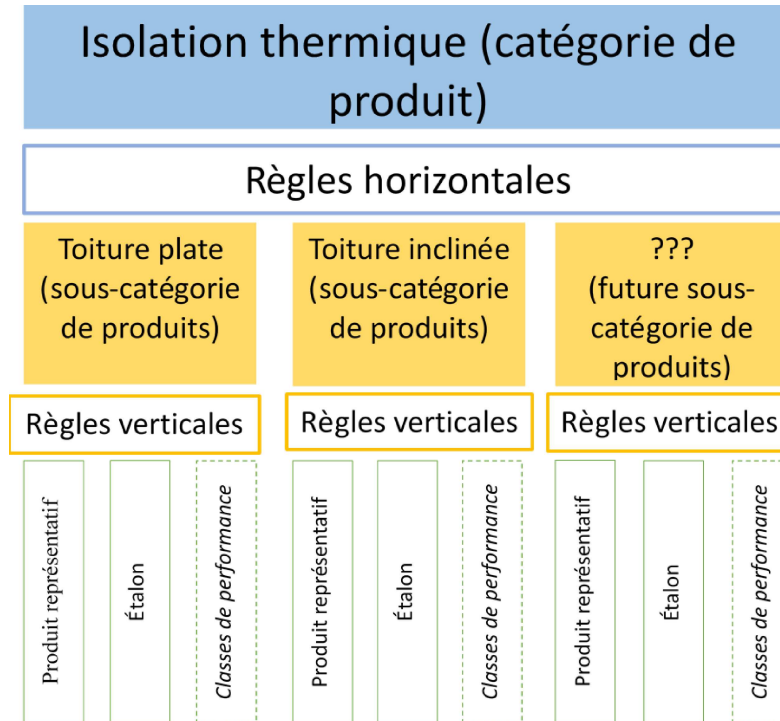 Isolation thermique (catégorie de
produit)
Règles horizontales
Toiture plate
(sous-catégorie
de produits)
Toiture inclinée
(sous-catégorie
de produits)
???
(future sous-
catégorie de
produits)
Règles verticales
Règles verticales
Règles verticales
Produit représentatif
Étalon
Classes de performance
Produit représentatif
Étalon
Classes de performance
Produit représentatif
Étalon
Classes de performance